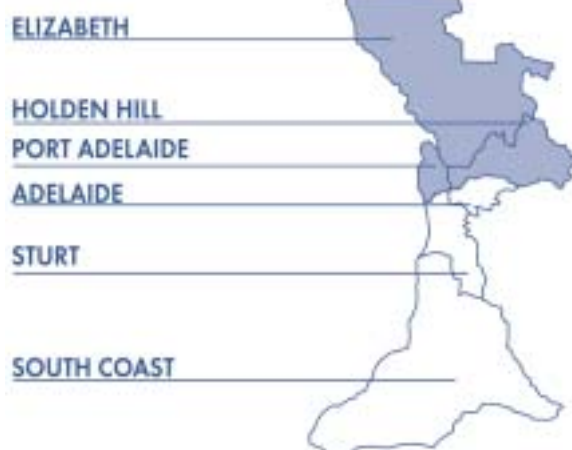 ELIZABETH
HOLDEN HILL
PORT ADELAIDE
ADELAIDE
STURT
SOUTH COAST